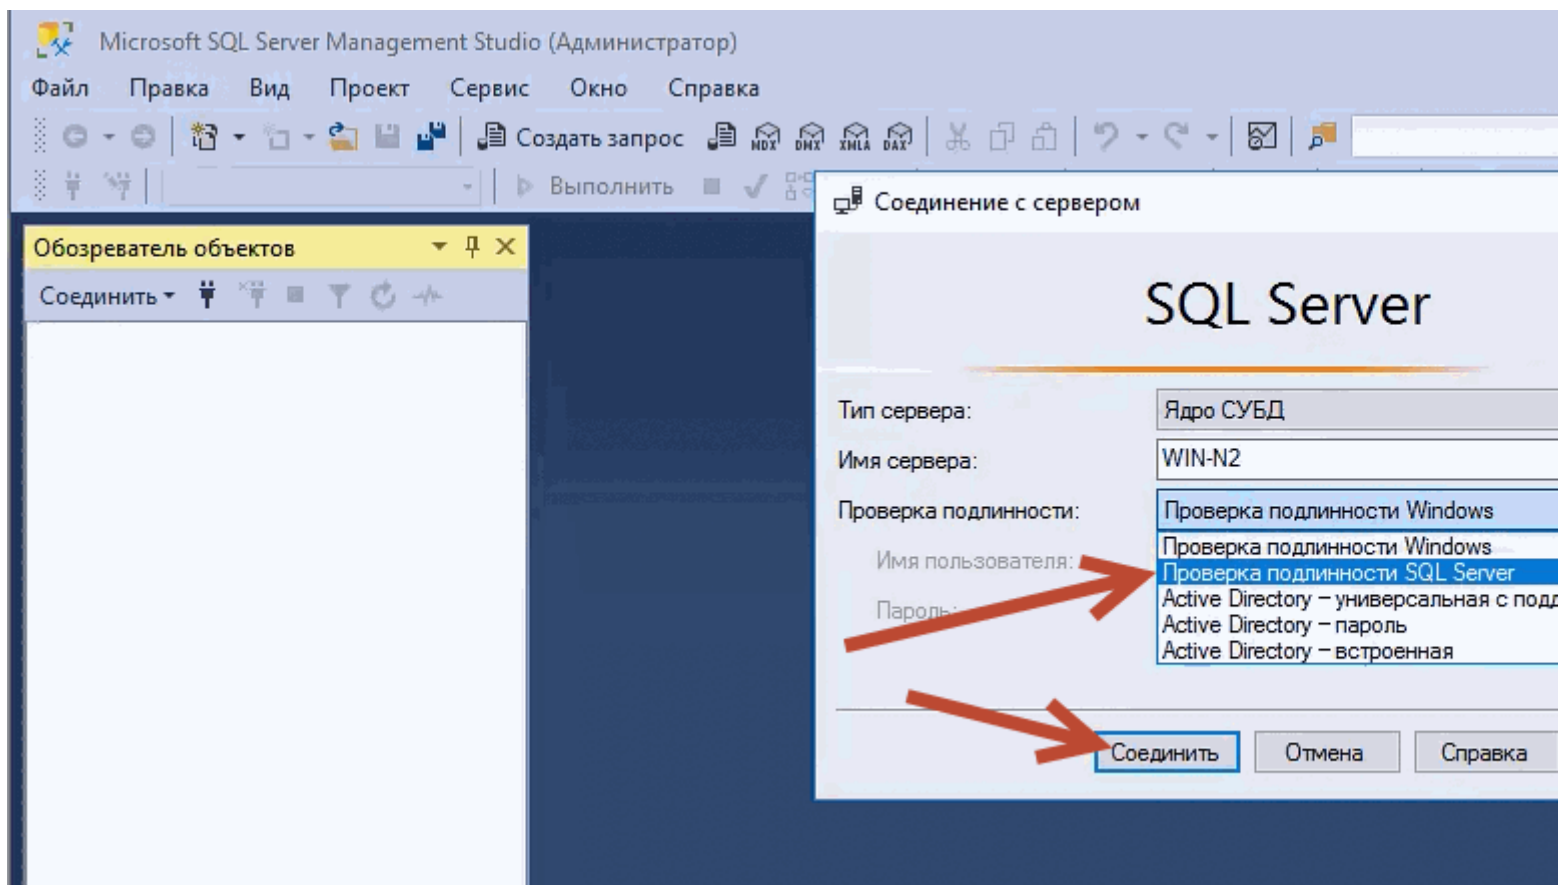 Microsoft SQL Server Management Studio (Администратор)
Файл Правка Вид Проект Сервис Окно Справка
Создать запрос MDX DMX XMLA DAX
Выполнить
Соединение с сервером
Обозреватель объектов
Соединить
SQL Server
Тип сервера: Ядро СУБД
Имя сервера: WIN-N2
Проверка подлинности: Проверка подлинности Windows
Проверка подлинности Windows
Имя пользователя:
Проверка подлинности SQL Server
Active Directory – универсальная с подд
Пароль:
Active Directory – пароль
Active Directory – встроенная
Соединить Отмена Справка